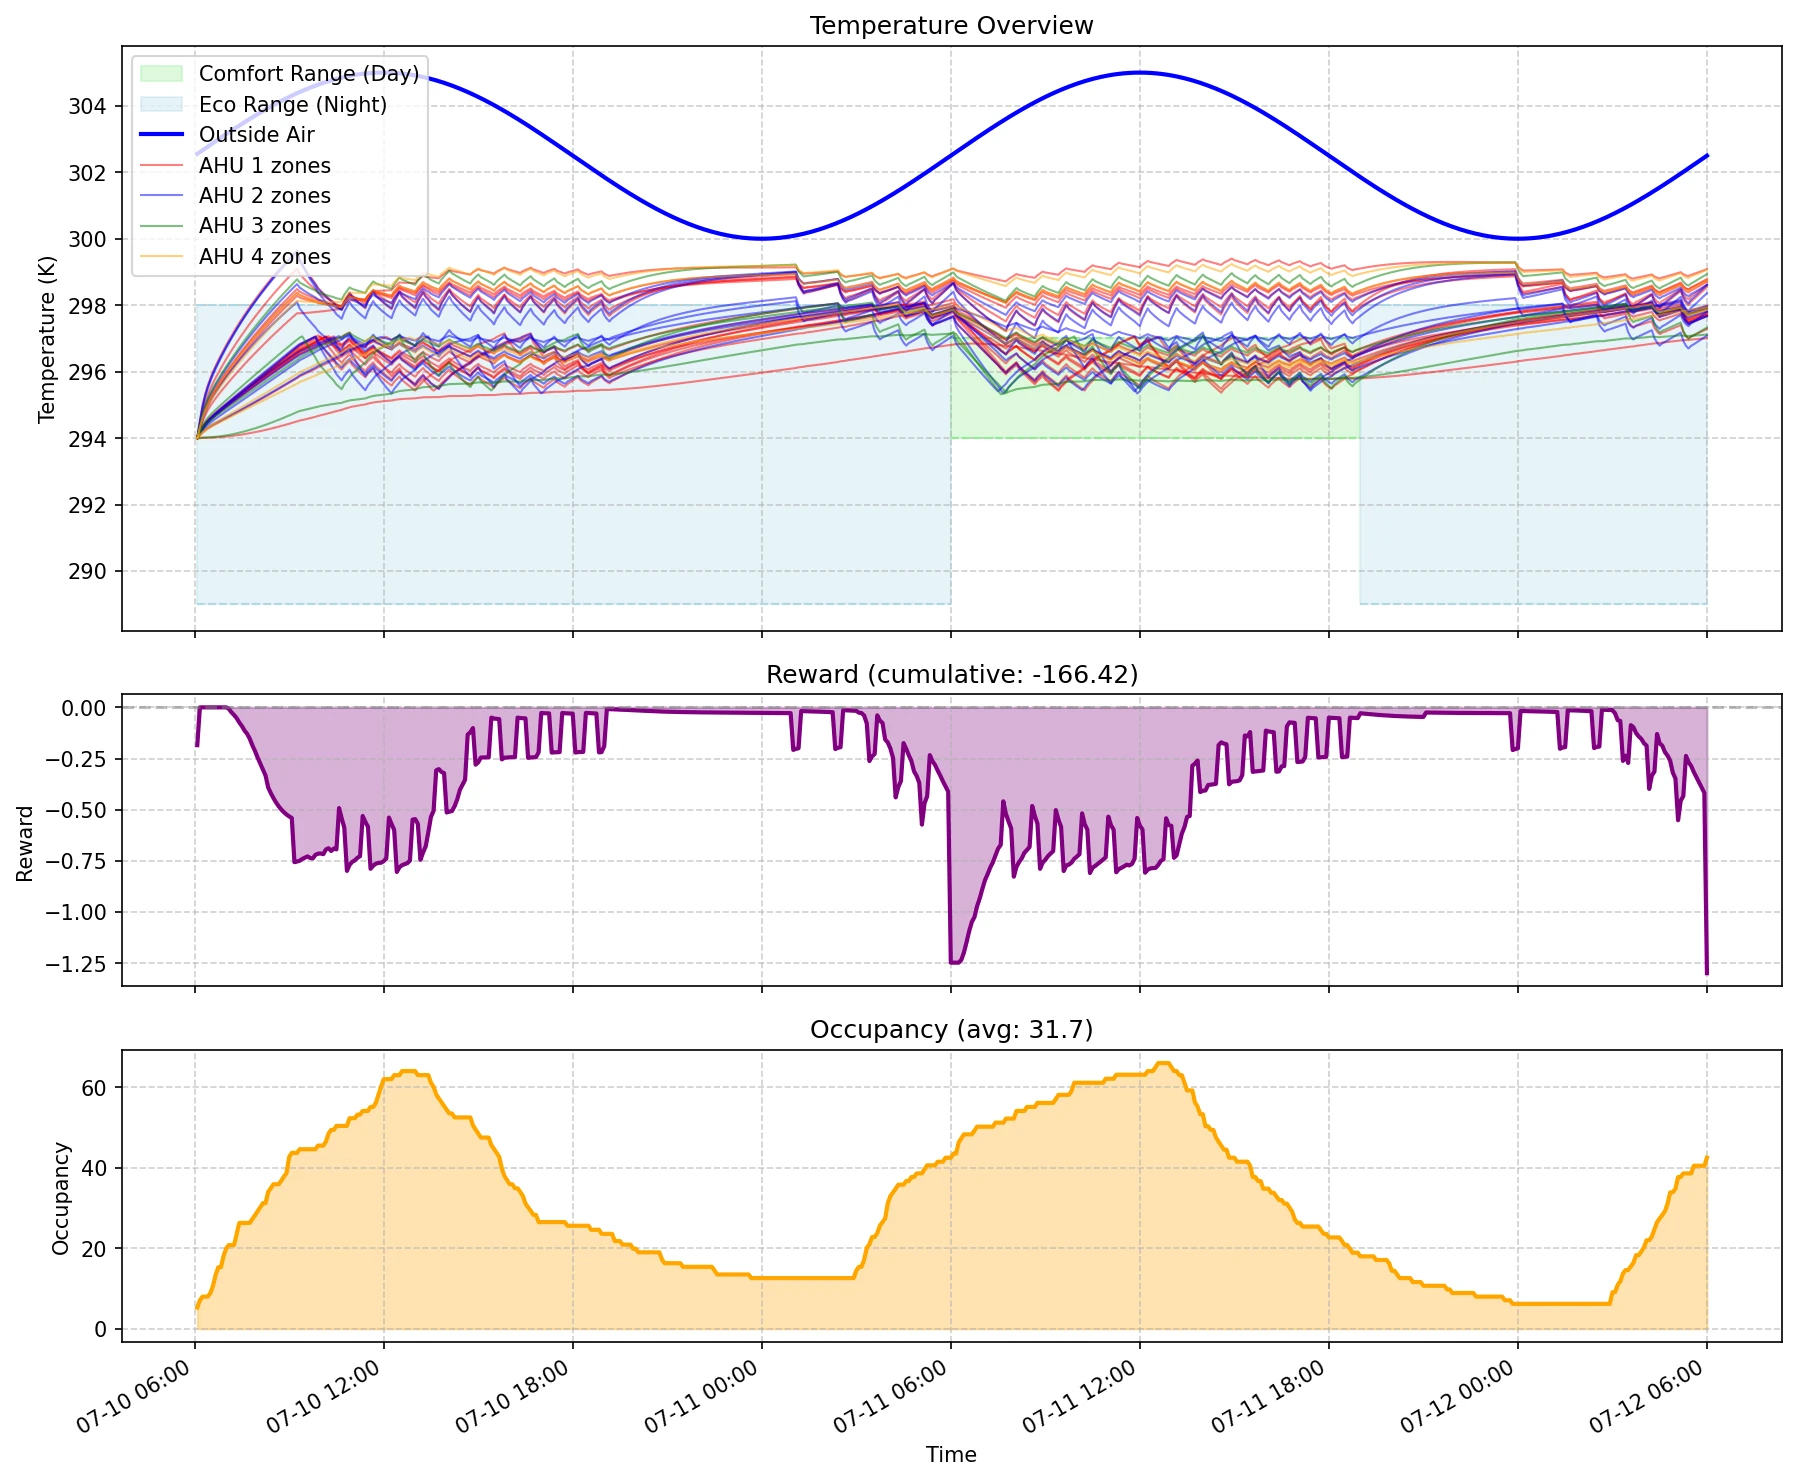 Temperature Overview
Comfort Range (Day)
Eco Range (Night)
Outside Air
AHU 1 zones
AHU 2 zones
AHU 3 zones
AHU 4 zones
Temperature (K)
304
302
300
298
296
294
292
290
Reward (cumulative: -166.42)
Reward
0.00
−0.25
−0.50
−0.75
−1.00
−1.25
Occupancy (avg: 31.7)
Occupancy
60
40
20
0
07-10 06:00
07-10 12:00
07-10 18:00
07-11 00:00
07-11 06:00
07-11 12:00
07-11 18:00
07-12 00:00
07-12 06:00
Time